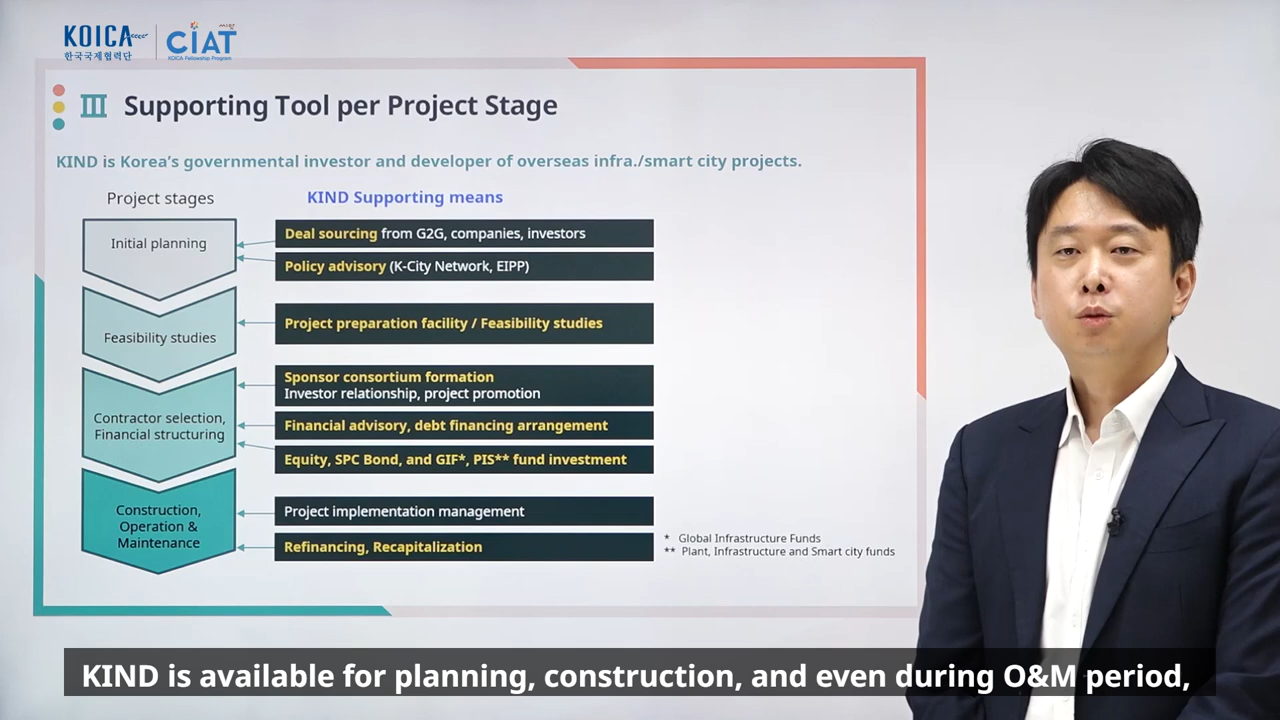 KOICA
한국국제협력단
CIAT
KOICA Fellowship Program
III Supporting Tool per Project Stage
KIND is Korea's governmental investor and developer of overseas infra./smart city projects.
Project stages
KIND Supporting means
Initial planning
Deal sourcing from G2G, companies, investors
Policy advisory (K-City Network, EIPP)
Feasibility studies
Project preparation facility / Feasibility studies
Contractor selection,
Financial structuring
Sponsor consortium formation
Investor relationship, project promotion
Financial advisory, debt financing arrangement
Equity, SPC Bond, and GIF*, PIS** fund investment
Construction,
Operation &
Maintenance
Project implementation management
Refinancing, Recapitalization
* Global Infrastructure Funds
** Plant, Infrastructure and Smart city funds
KIND is available for planning, construction, and even during O&M period,